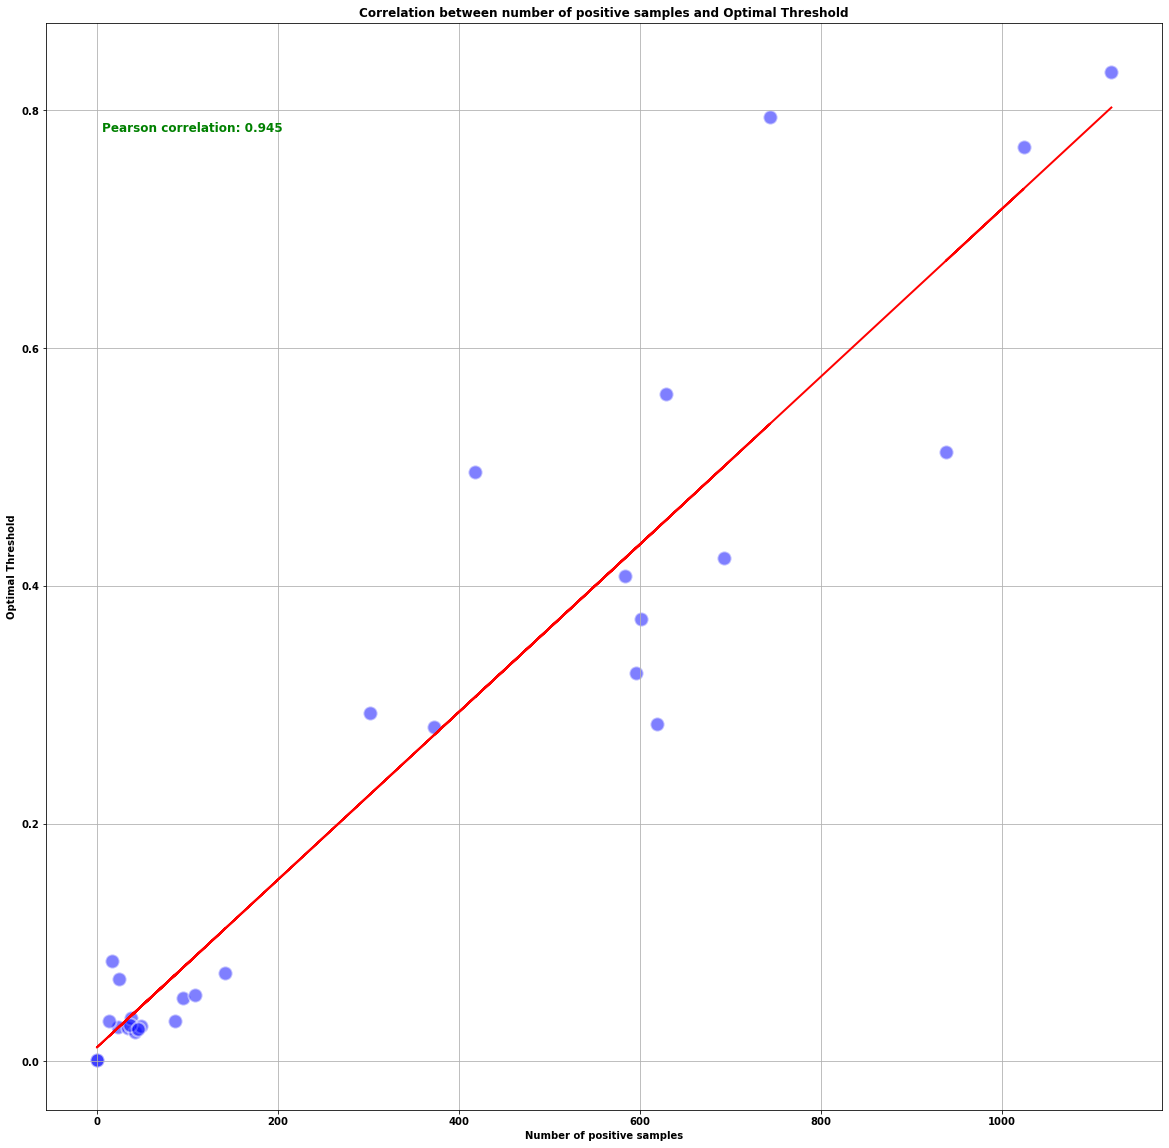 Correlation between number of positive samples and Optimal Threshold
Pearson correlation: 0.945
Optimal Threshold
0.8
0.6
0.4
0.2
0.0
0 200 400 600 800 1000
Number of positive samples